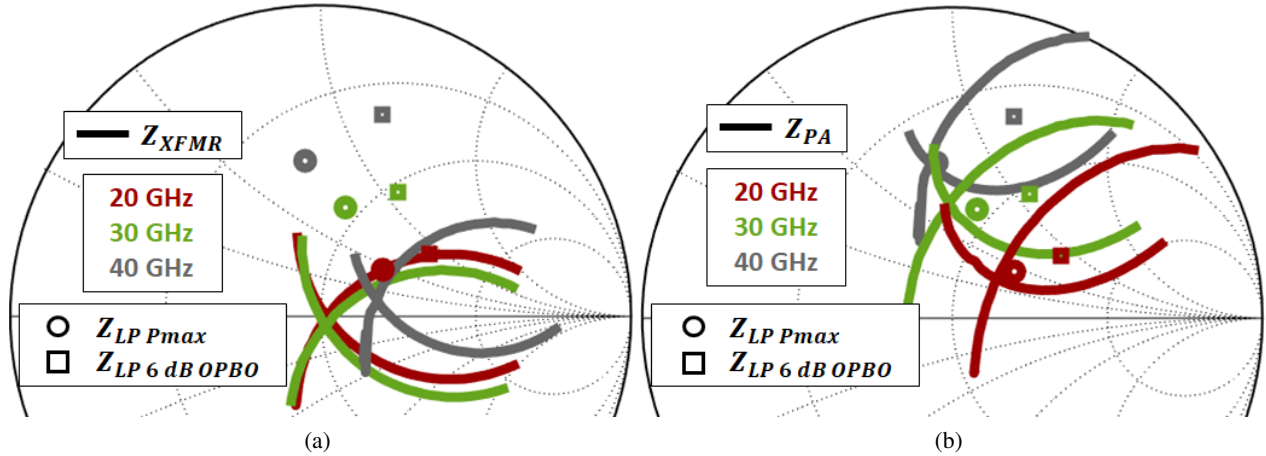 Z_XFMR
20 GHz
30 GHz
40 GHz
Z_LP Pmax
Z_LP 6 dB OPBO
(a)
Z_PA
20 GHz
30 GHz
40 GHz
Z_LP Pmax
Z_LP 6 dB OPBO
(b)